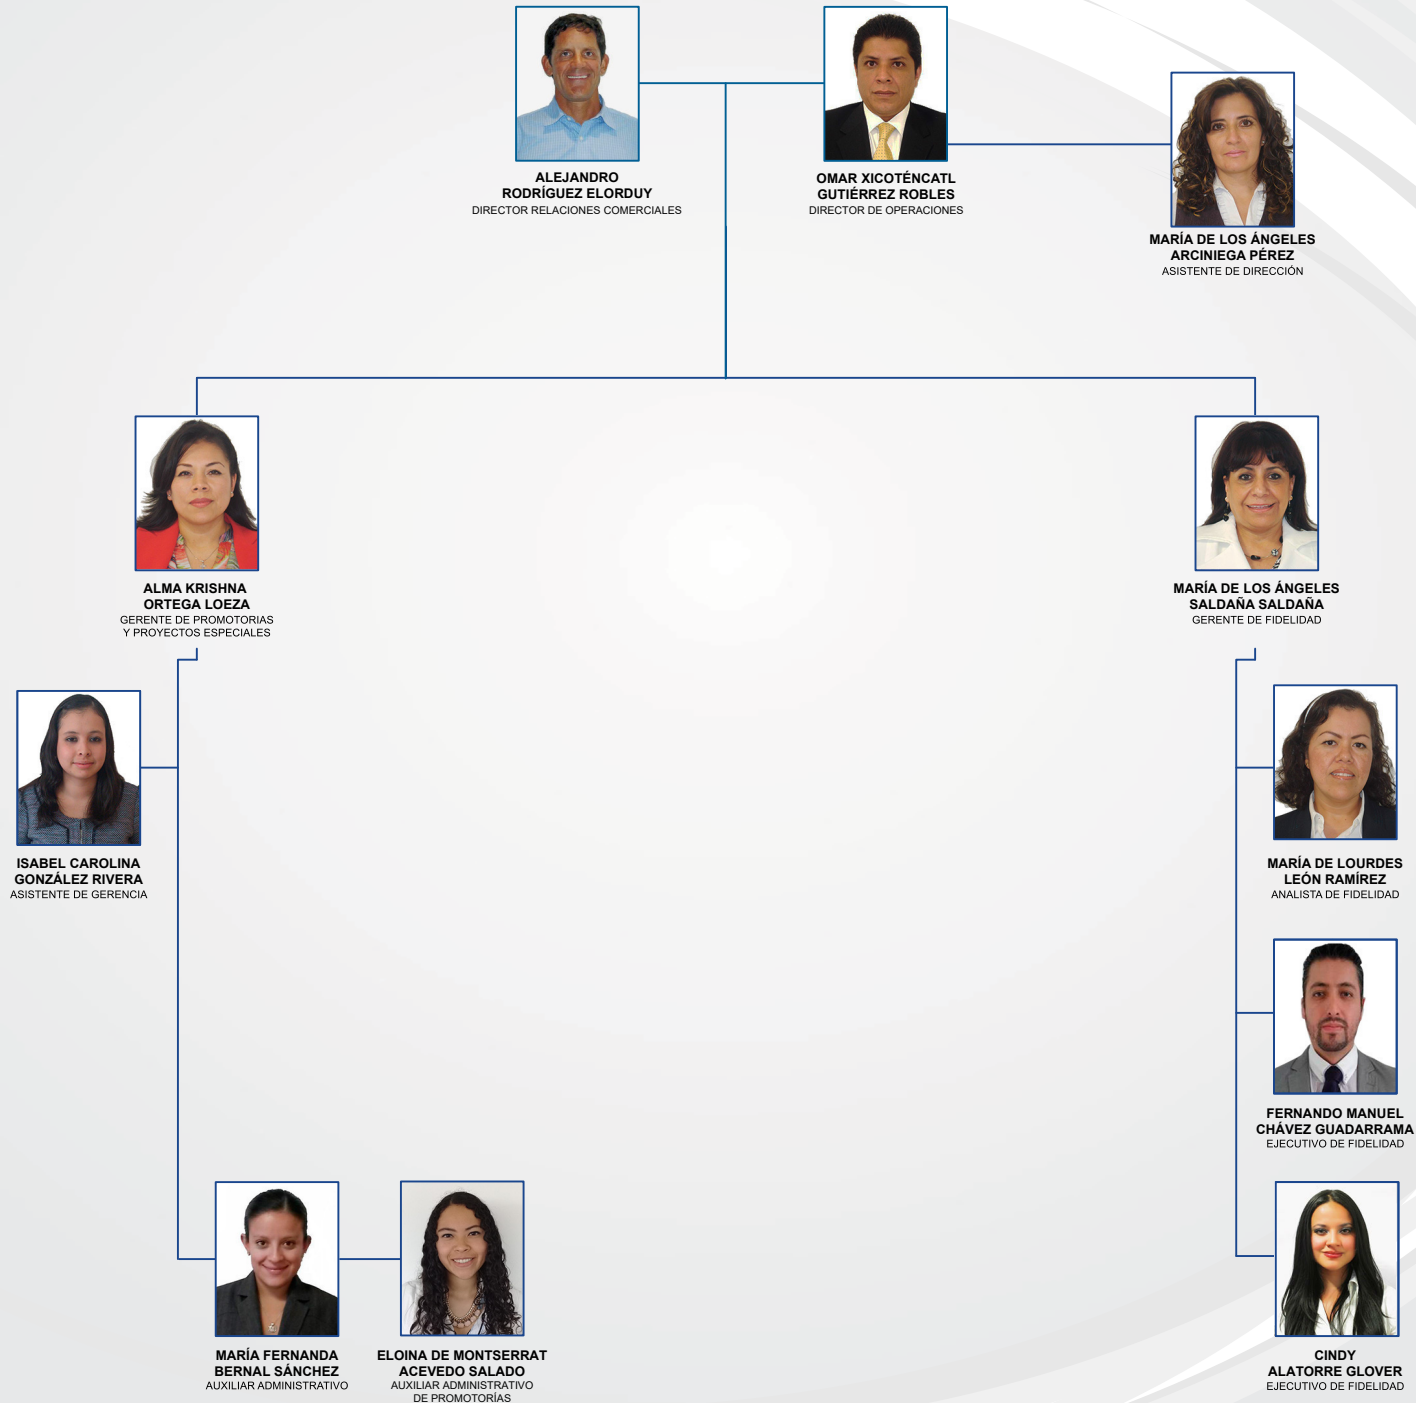 ALEJANDRO
RODRÍGUEZ ELORDUY
DIRECTOR RELACIONES COMERCIALES
OMAR XICOTÉNCATL
GUTIÉRREZ ROBLES
DIRECTOR DE OPERACIONES
MARÍA DE LOS ÁNGELES
ARCINIEGA PÉREZ
ASISTENTE DE DIRECCIÓN
ALMA KRISHNA
ORTEGA LOEZA
GERENTE DE PROMOTORIAS
Y PROYECTOS ESPECIALES
MARÍA DE LOS ÁNGELES
SALDAÑA SALDAÑA
GERENTE DE FIDELIDAD
ISABEL CAROLINA
GONZÁLEZ RIVERA
ASISTENTE DE GERENCIA
MARÍA DE LOURDES
LEÓN RAMÍREZ
ANALISTA DE FIDELIDAD
FERNANDO MANUEL
CHÁVEZ GUADARRAMA
EJECUTIVO DE FIDELIDAD
MARÍA FERNANDA
BERNAL SÁNCHEZ
AUXILIAR ADMINISTRATIVO
ELOINA DE MONTSERRAT
ACEVEDO SALADO
AUXILIAR ADMINISTRATIVO
DE PROMOTORÍAS
CINDY
ALATORRE GLOVER
EJECUTIVO DE FIDELIDAD